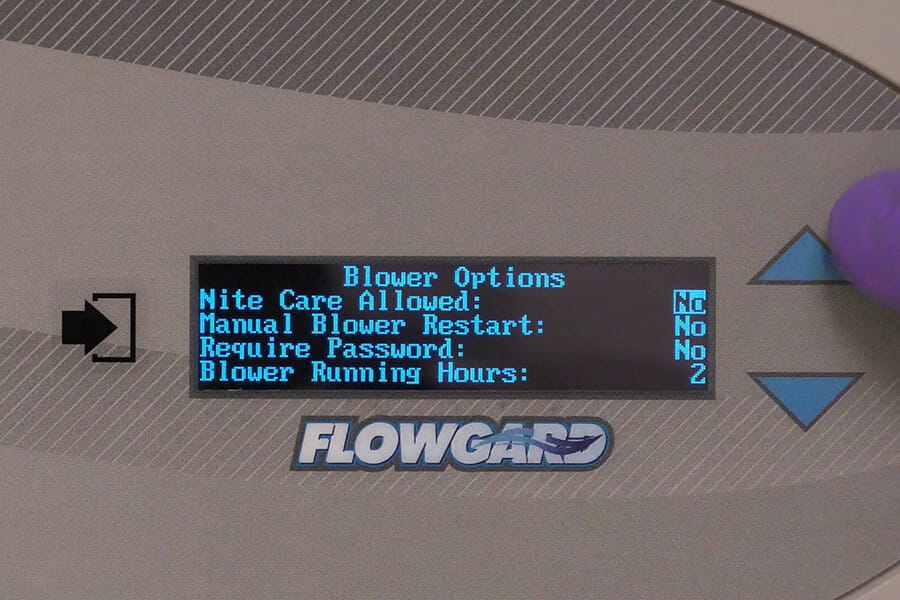 Blower Options
Nite Care Allowed: No
Manual Blower Restart: No
Require Password: No
Blower Running Hours: 2
FLOWGARD